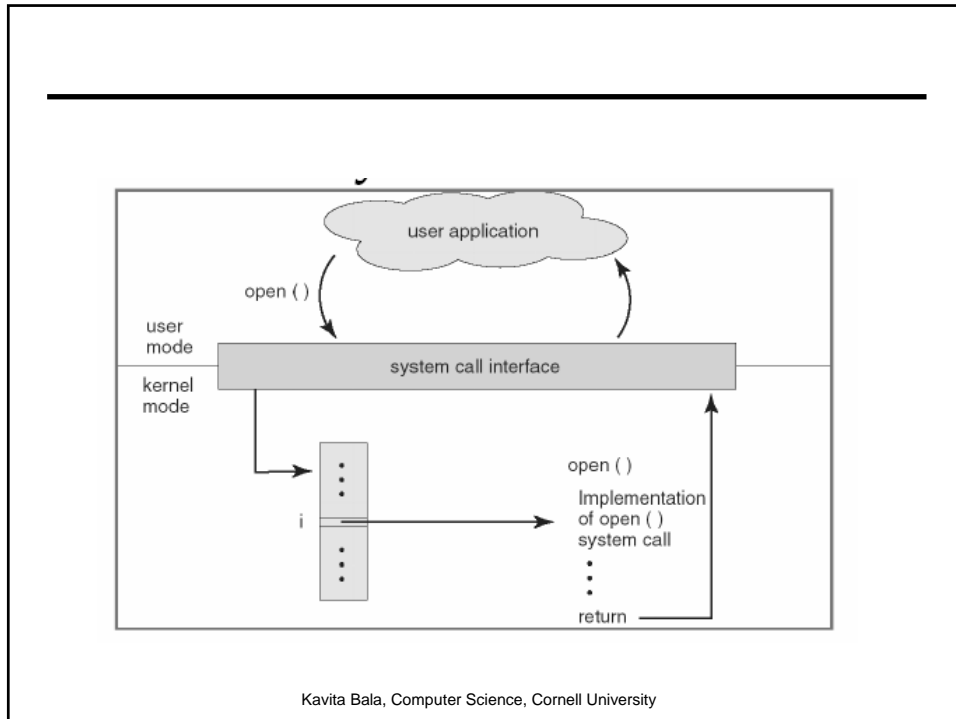 user application
open ( )
user
mode
system call interface
kernel
mode
open ( )
i
Implementation
of open ( )
system call
return
Kavita Bala, Computer Science, Cornell University